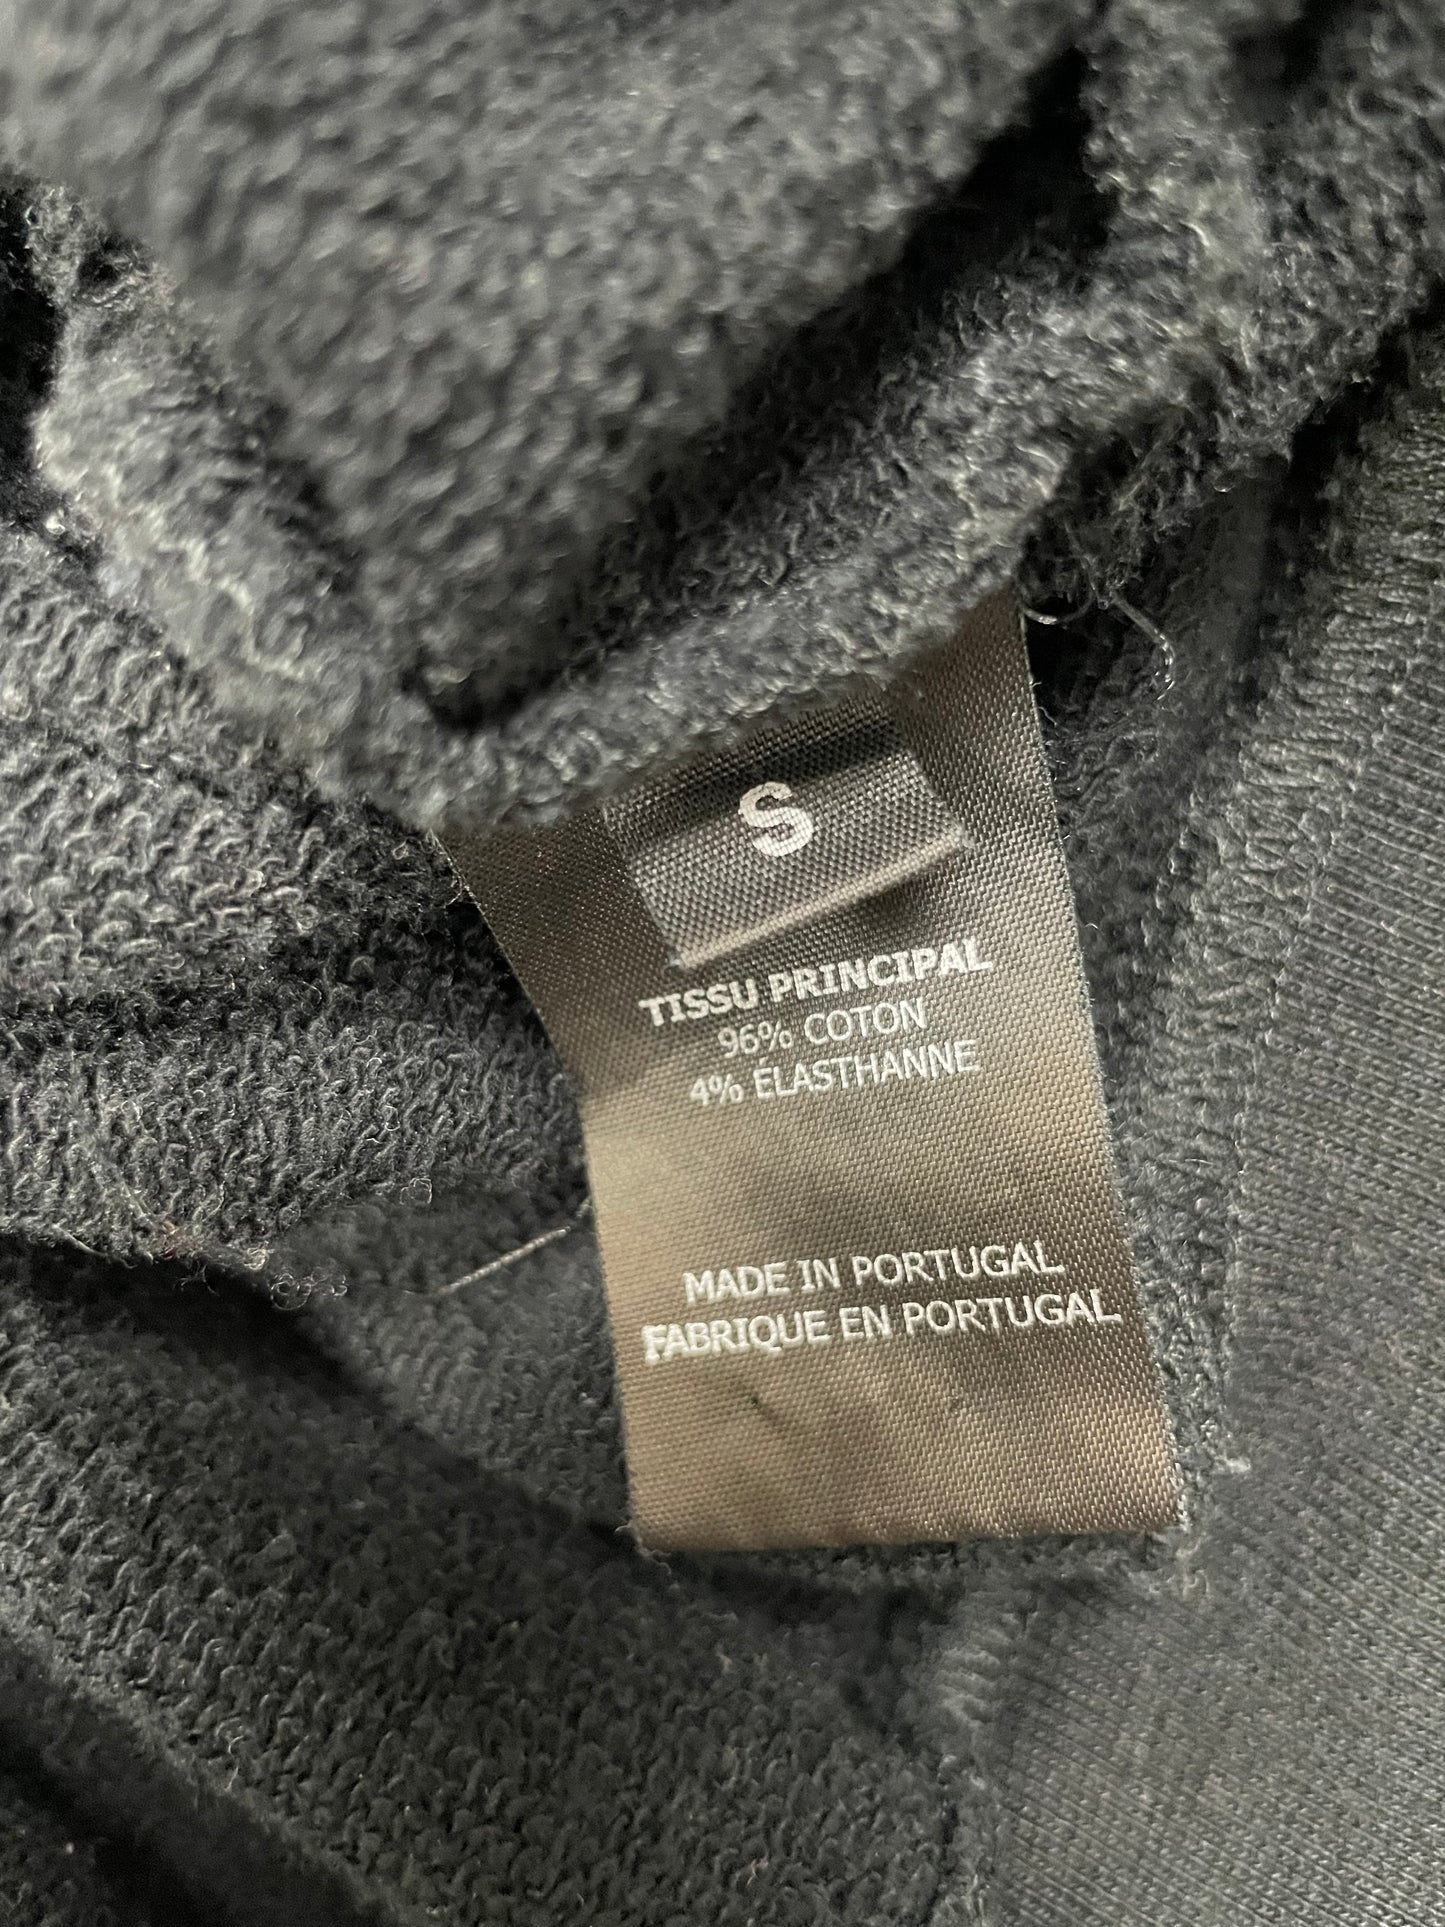 S
TISSU PRINCIPAL
96% COTON
4% ÉLASTHANNE
MADE IN PORTUGAL
FABRIQUE EN PORTUGAL